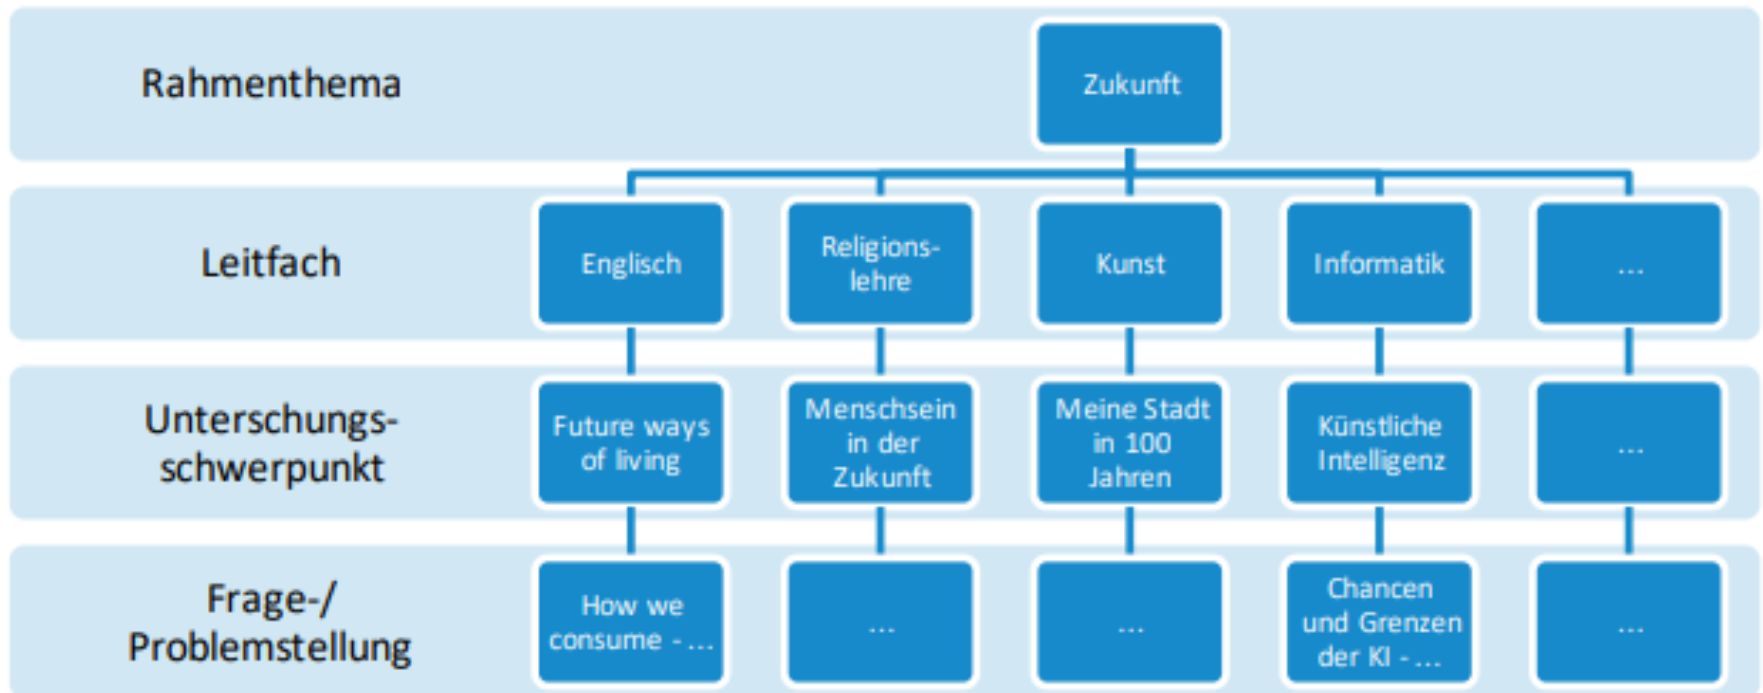 Rahmenthema
Zukunft
Leitfach
Englisch
Religions-
lehre
Kunst
Informatik
...
Unterschungs-
schwerpunkt
Future ways
of living
Menschsein
in der
Zukunft
Meine Stadt
in 100
Jahren
Künstliche
Intelligenz
...
Frage-/
Problemstellung
How we
consume - ...
...
...
Chancen
und Grenzen
der KI - ...
...